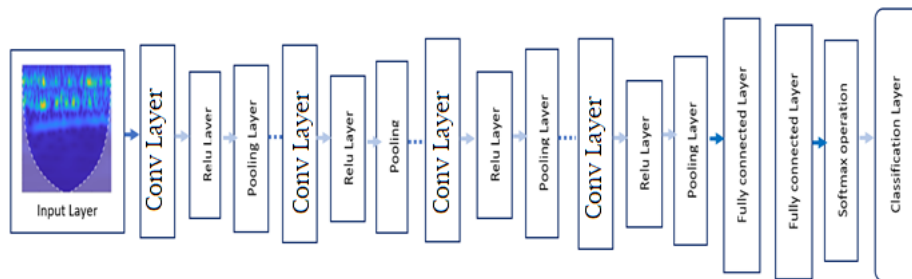 Input Layer
Conv Layer
Relu Layer
Pooling Layer
Conv Layer
Relu Layer
Pooling
Conv Layer
Relu Layer
Pooling Layer
Conv Layer
Relu Layer
Pooling Layer
Fully connected Layer
Fully connected Layer
Softmax operation
Classification Layer